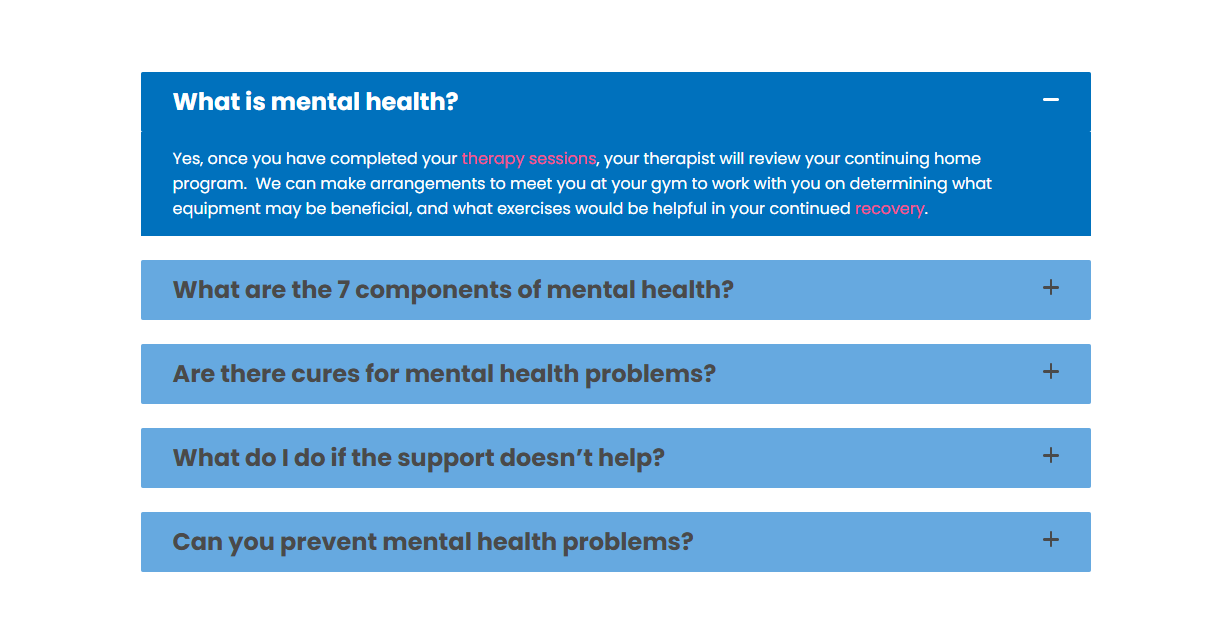 What is mental health?
Yes, once you have completed your therapy sessions, your therapist will review your continuing home
program.  We can make arrangements to meet you at your gym to work with you on determining what
equipment may be beneficial, and what exercises would be helpful in your continued recovery.
What are the 7 components of mental health?
Are there cures for mental health problems?
What do I do if the support doesn’t help?
Can you prevent mental health problems?